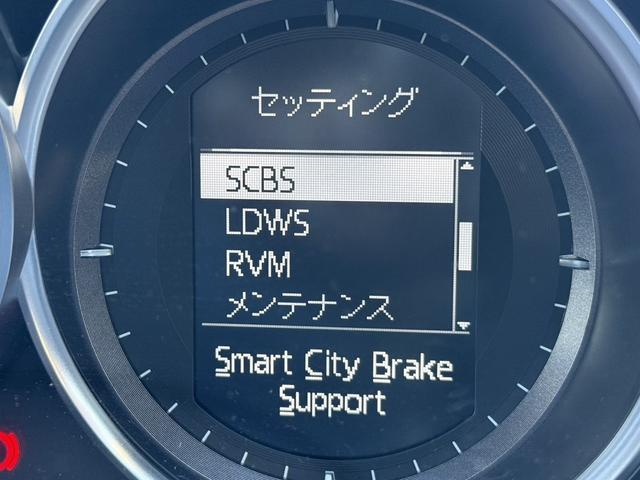 セッティング
SCBS
LDWS
RVM
メンテナンス
Smart City Brake
Support